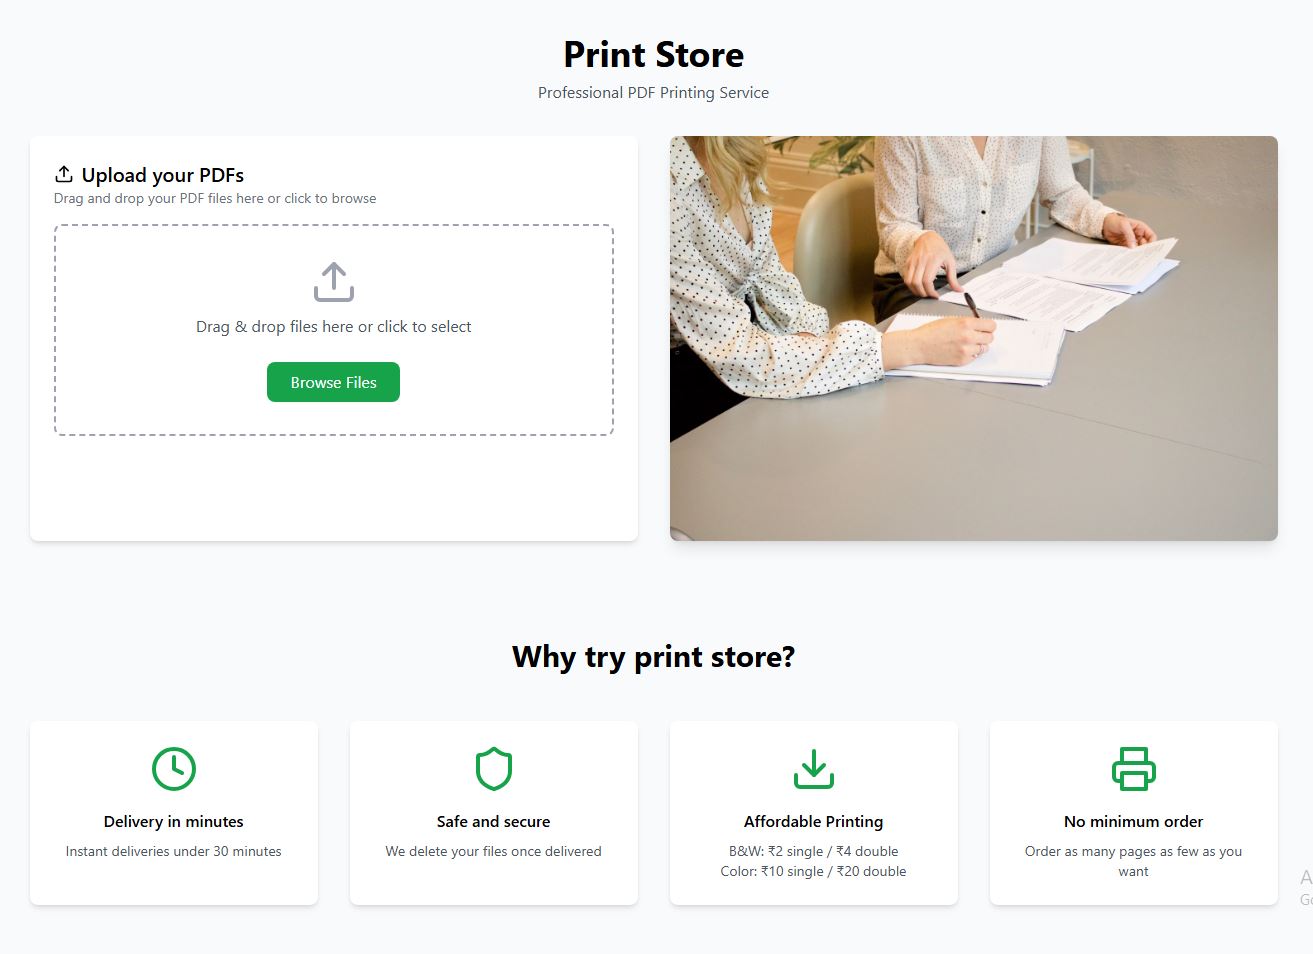 Print Store
Professional PDF Printing Service
Upload your PDFs
Drag and drop your PDF files here or click to browse
Drag & drop files here or click to select
Browse Files
Why try print store?
Delivery in minutes
Instant deliveries under 30 minutes
Safe and secure
We delete your files once delivered
Affordable Printing
B&W: ₹2 single / ₹4 double
Color: ₹10 single / ₹20 double
No minimum order
Order as many pages as few as you
want